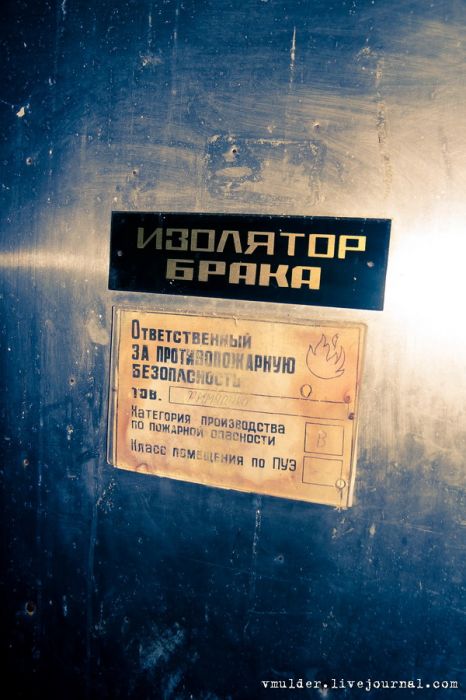 ИЗОЛЯТОР
БРАКА
Ответственный
за противопожарную
безопасность
тов.
Категория производства
по пожарной опасности
В
Класс помещения по ПУЭ
vmulder.livejournal.com